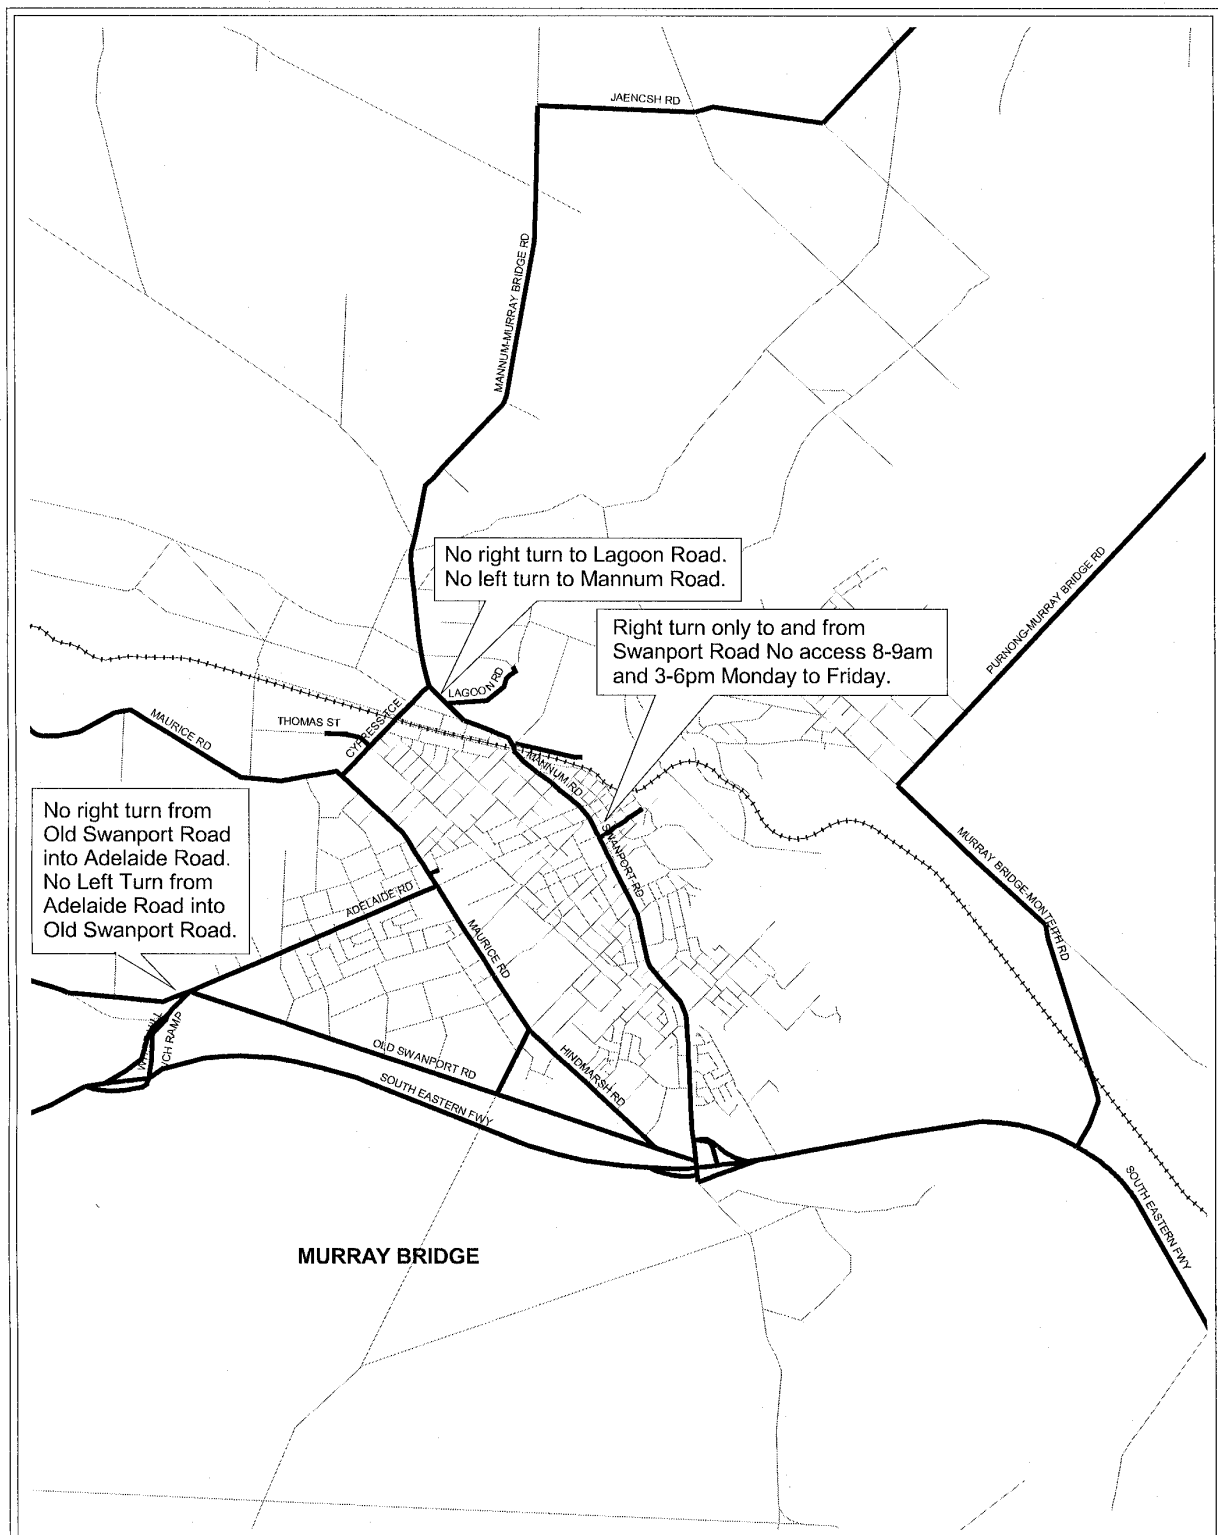 JAENCSH RD
MANNUM-MURRAY BRIDGE RD
No right turn to Lagoon Road.
No left turn to Mannum Road.
PURNONG-MURRAY BRIDGE RD
Right turn only to and from
Swanport Road No access 8-9am
and 3-6pm Monday to Friday.
LAGOON RD
MAURICE RD
THOMAS ST
CYPRESS TCE
MANNUM RD
No right turn from
Old Swanport Road
into Adelaide Road.
No Left Turn from
Adelaide Road into
Old Swanport Road.
SWANPORT RD
MURRAY BRIDGE-MONTEITH RD
ADELAIDE RD
MAURICE RD
RAMP
OLD SWANPORT RD
HINDMARSH RD
SOUTH EASTERN FWY
SOUTH EASTERN FWY
MURRAY BRIDGE